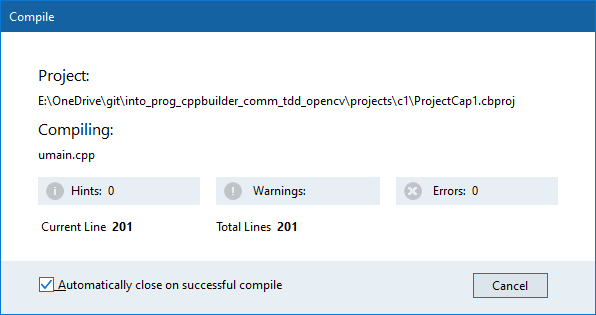 Compile
Project:
E:\OneDrive\git\into_prog_cppbuilder_comm_tdd_opencv\projects\c1\ProjectCap1.cbproj
Compiling:
umain.cpp
Hints: 0 Warnings: Errors: 0
Current Line 201 Total Lines 201
Automatically close on successful compile Cancel